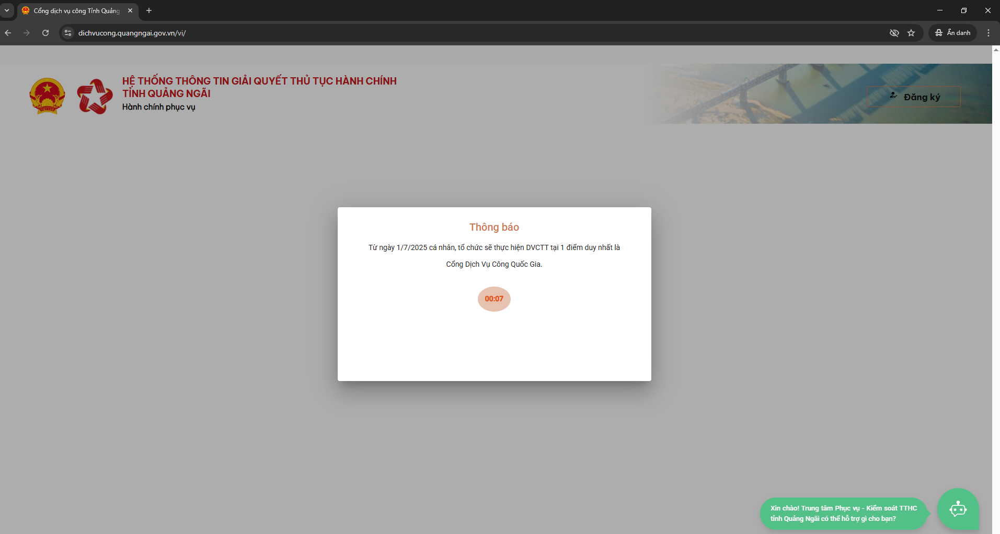 Cổng dịch vụ công Tỉnh Quảng
dichvucong.quangngai.gov.vn/vi/
Ẩn danh
HỆ THỐNG THÔNG TIN GIẢI QUYẾT THỦ TỤC HÀNH CHÍNH
TỈNH QUẢNG NGÃI
Hành chính phục vụ
Đăng ký
Thông báo
Từ ngày 1/7/2025 cá nhân, tổ chức sẽ thực hiện DVCTT tại 1 điểm duy nhất là
Cổng Dịch Vụ Công Quốc Gia.
00:07
Xin chào! Trung tâm Phục vụ - Kiểm soát TTHC
tỉnh Quảng Ngãi có thể hỗ trợ gì cho bạn?